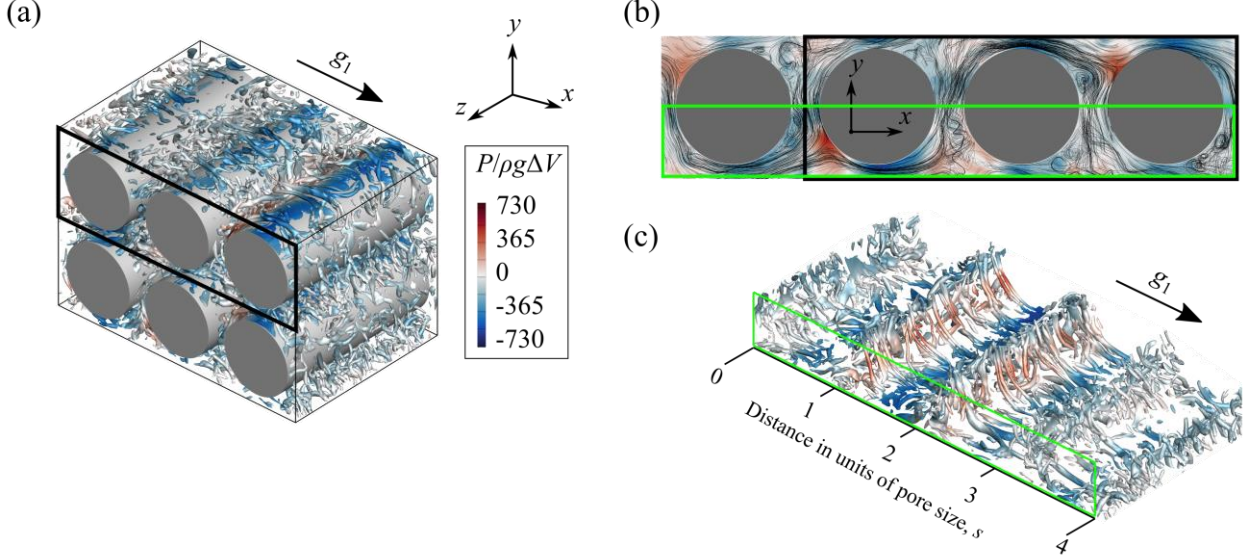 (a)
g₁
y
x
z
P/ρgΔV
730
365
0
-365
-730
(b)
y
x
(c)
g₁
0
1
2
3
4
Distance in units of pore size, s